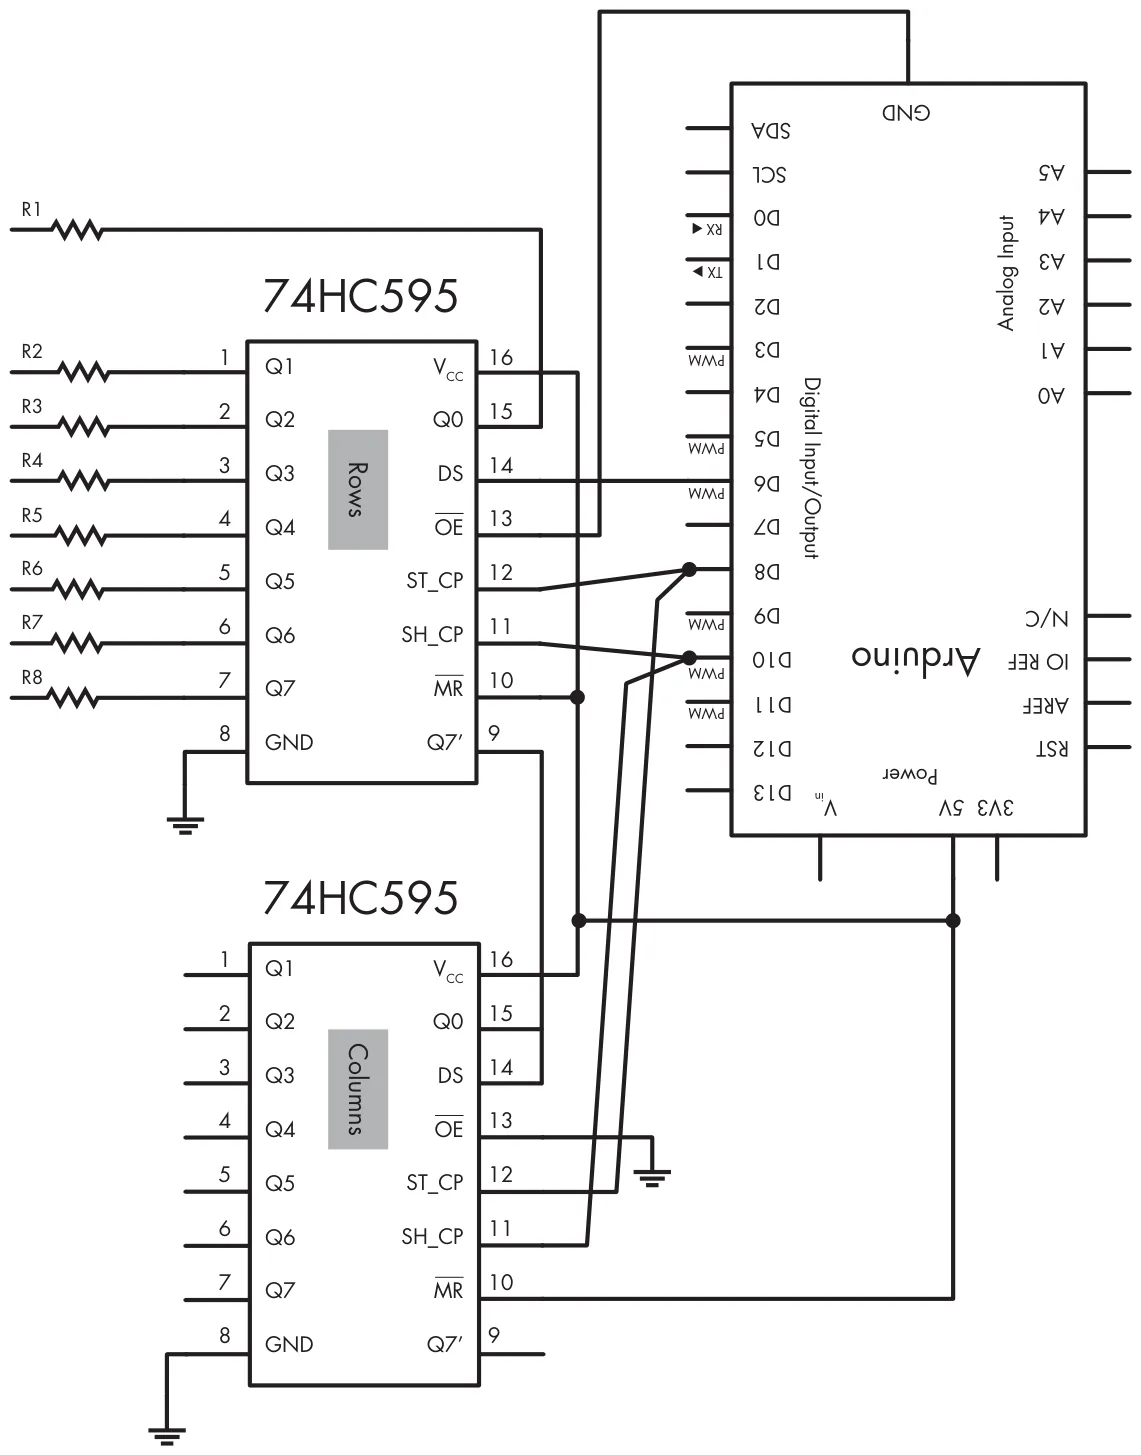 R1
74HC595
R2
R3
R4
R5
R6
R7
R8
1 Q1
2 Q2
3 Q3
4 Q4
5 Q5
6 Q6
7 Q7
8 GND
Rows
VCC 16
Q0 15
DS 14
OE 13
ST_CP 12
SH_CP 11
MR 10
Q7’ 9
74HC595
1 Q1
2 Q2
3 Q3
4 Q4
5 Q5
6 Q6
7 Q7
8 GND
Columns
VCC 16
Q0 15
DS 14
OE 13
ST_CP 12
SH_CP 11
MR 10
Q7’ 9
GND
SDA
SCL
D0
RX ◀
D1
TX ▶
D2
D3
PWM
D4
D5
PWM
D6
PWM
D7
D8
D9
PWM
D10
PWM
D11
PWM
D12
D13
Digital Input/Output
Arduino
Analog Input
A5
A4
A3
A2
A1
A0
N/C
IO REF
AREF
RST
Power
Vin
5V
3V3